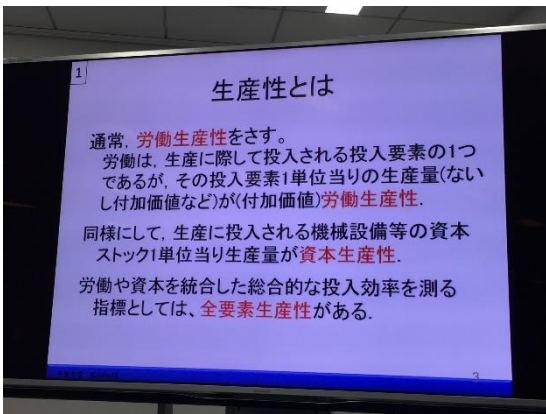 1
生産性とは
通常，労働生産性をさす。
労働は，生産に際して投入される投入要素の1つ
であるが，その投入要素1単位当りの生産量(ない
し付加価値など)が(付加価値)労働生産性．
同様にして，生産に投入される機械設備等の資本
ストック1単位当り生産量が資本生産性．
労働や資本を統合した総合的な投入効率を測る
指標としては、全要素生産性がある．
3